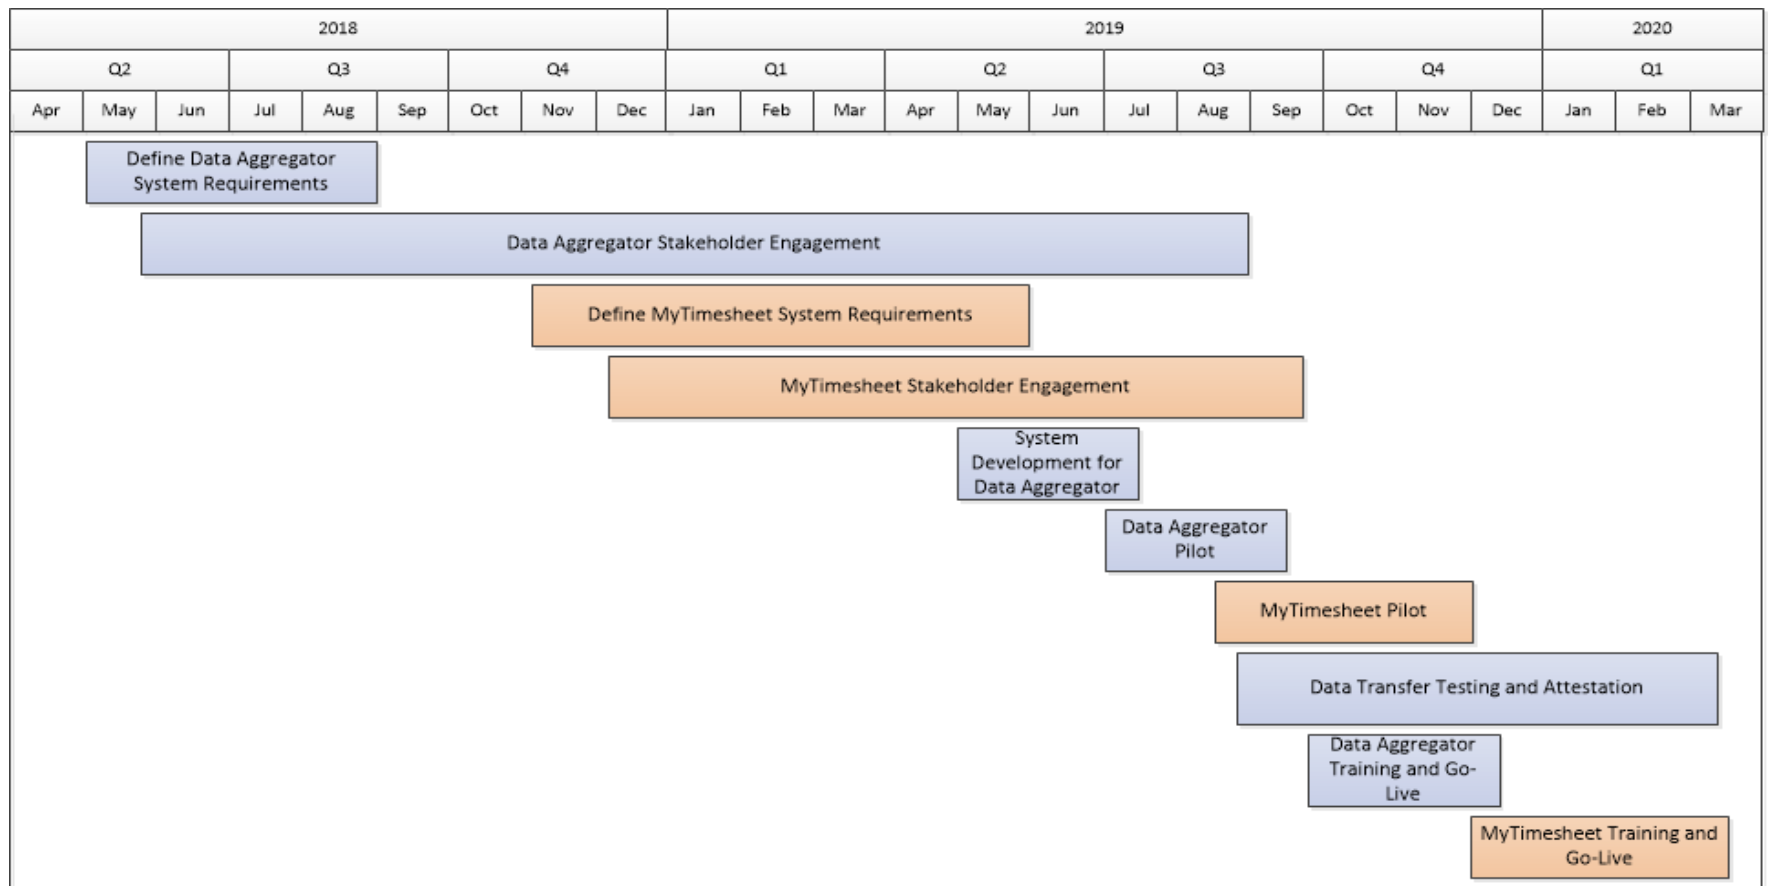 2018 2019 2020
Q2 Q3 Q4 Q1 Q2 Q3 Q4 Q1
Apr May Jun Jul Aug Sep Oct Nov Dec Jan Feb Mar Apr May Jun Jul Aug Sep Oct Nov Dec Jan Feb Mar
Define Data Aggregator
System Requirements
Data Aggregator Stakeholder Engagement
Define MyTimesheet System Requirements
MyTimesheet Stakeholder Engagement
System
Development for
Data Aggregator
Data Aggregator
Pilot
MyTimesheet Pilot
Data Transfer Testing and Attestation
Data Aggregator
Training and Go-
Live
MyTimesheet Training and
Go-Live